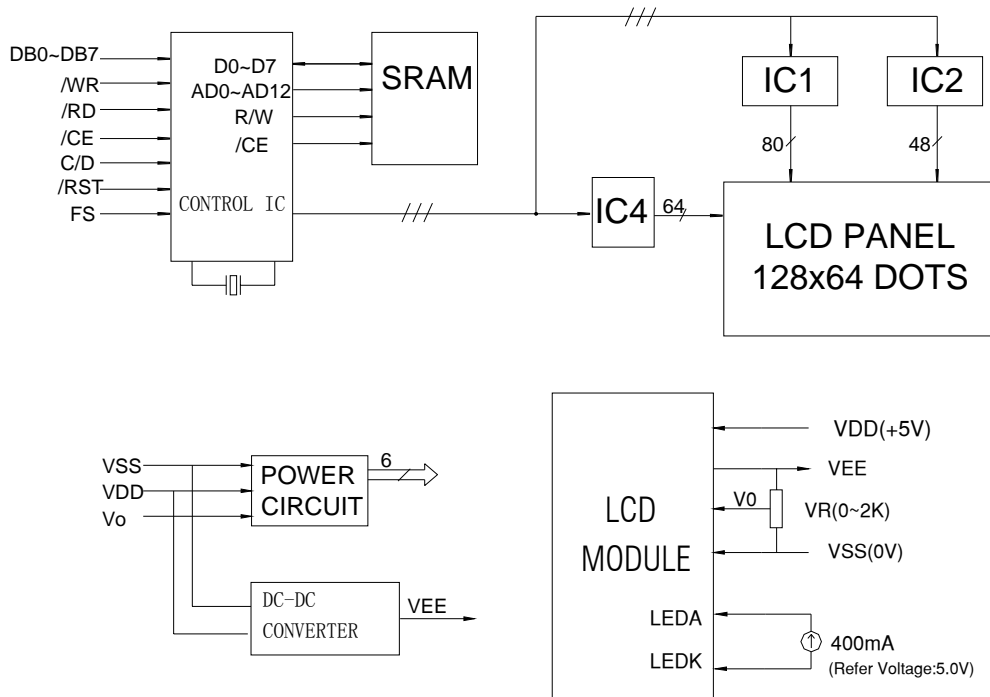 DB0~DB7
/WR
/RD
/CE
C/D
/RST
FS
D0~D7
AD0~AD12
R/W
/CE
CONTROL IC
SRAM
IC1
IC2
80
48
IC4
64
LCD PANEL
128x64 DOTS
VSS
VDD
Vo
POWER
CIRCUIT
6
DC-DC
CONVERTER
VEE
LCD
MODULE
VDD(+5V)
VEE
V0
VR(0~2K)
VSS(0V)
LEDA
LEDK
400mA
(Refer Voltage:5.0V)